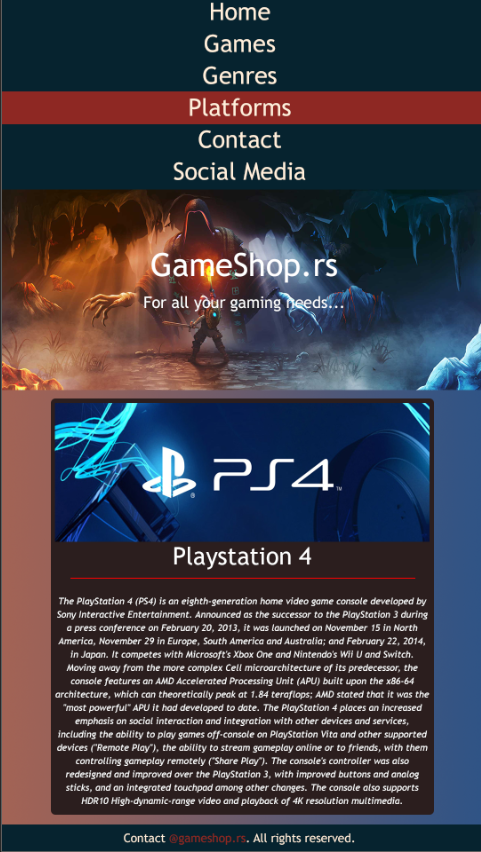 Home
Games
Genres
Platforms
Contact
Social Media
GameShop.rs
For all your gaming needs...
PS4™
Playstation 4
The PlayStation 4 (PS4) is an eighth-generation home video game console developed by
Sony Interactive Entertainment. Announced as the successor to the PlayStation 3 during
a press conference on February 20, 2013, it was launched on November 15 in North
America, November 29 in Europe, South America and Australia; and February 22, 2014,
in Japan. It competes with Microsoft's Xbox One and Nintendo's Wii U and Switch.
Moving away from the more complex Cell microarchitecture of its predecessor, the
console features an AMD Accelerated Processing Unit (APU) built upon the x86-64
architecture, which can theoretically peak at 1.84 teraflops; AMD stated that it was the
"most powerful" APU it had developed to date. The PlayStation 4 places an increased
emphasis on social interaction and integration with other devices and services,
including the ability to play games off-console on PlayStation Vita and other supported
devices ("Remote Play"), the ability to stream gameplay online or to friends, with them
controlling gameplay remotely ("Share Play"). The console's controller was also
redesigned and improved over the PlayStation 3, with improved buttons and analog
sticks, and an integrated touchpad among other changes. The console also supports
HDR10 High-dynamic-range video and playback of 4K resolution multimedia.
Contact @gameshop.rs. All rights reserved.